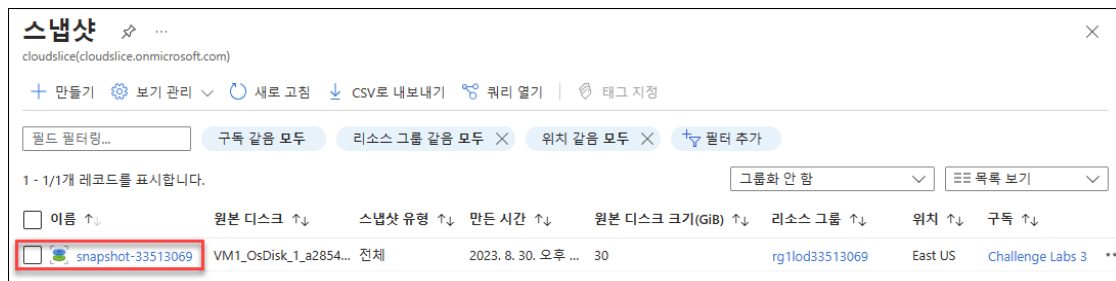 스냅샷
cloudslice(cloudslice.onmicrosoft.com)
만들기 보기 관리 새로 고침 CSV로 내보내기 쿼리 열기 태그 지정
필드 필터링... 구독 같음 모두 리소스 그룹 같음 모두 위치 같음 모두 필터 추가
1 - 1/1개 레코드를 표시합니다. 그룹화 안 함 목록 보기
이름 ↑↓ 원본 디스크 ↑↓ 스냅샷 유형 ↑↓ 만든 시간 ↑↓ 원본 디스크 크기(GiB) ↑↓ 리소스 그룹 ↑↓ 위치 ↑↓ 구독 ↑↓
snapshot-33513069 VM1_OsDisk_1_a2854... 전체 2023. 8. 30. 오후 ... 30 rg1lod33513069 East US Challenge Labs 3